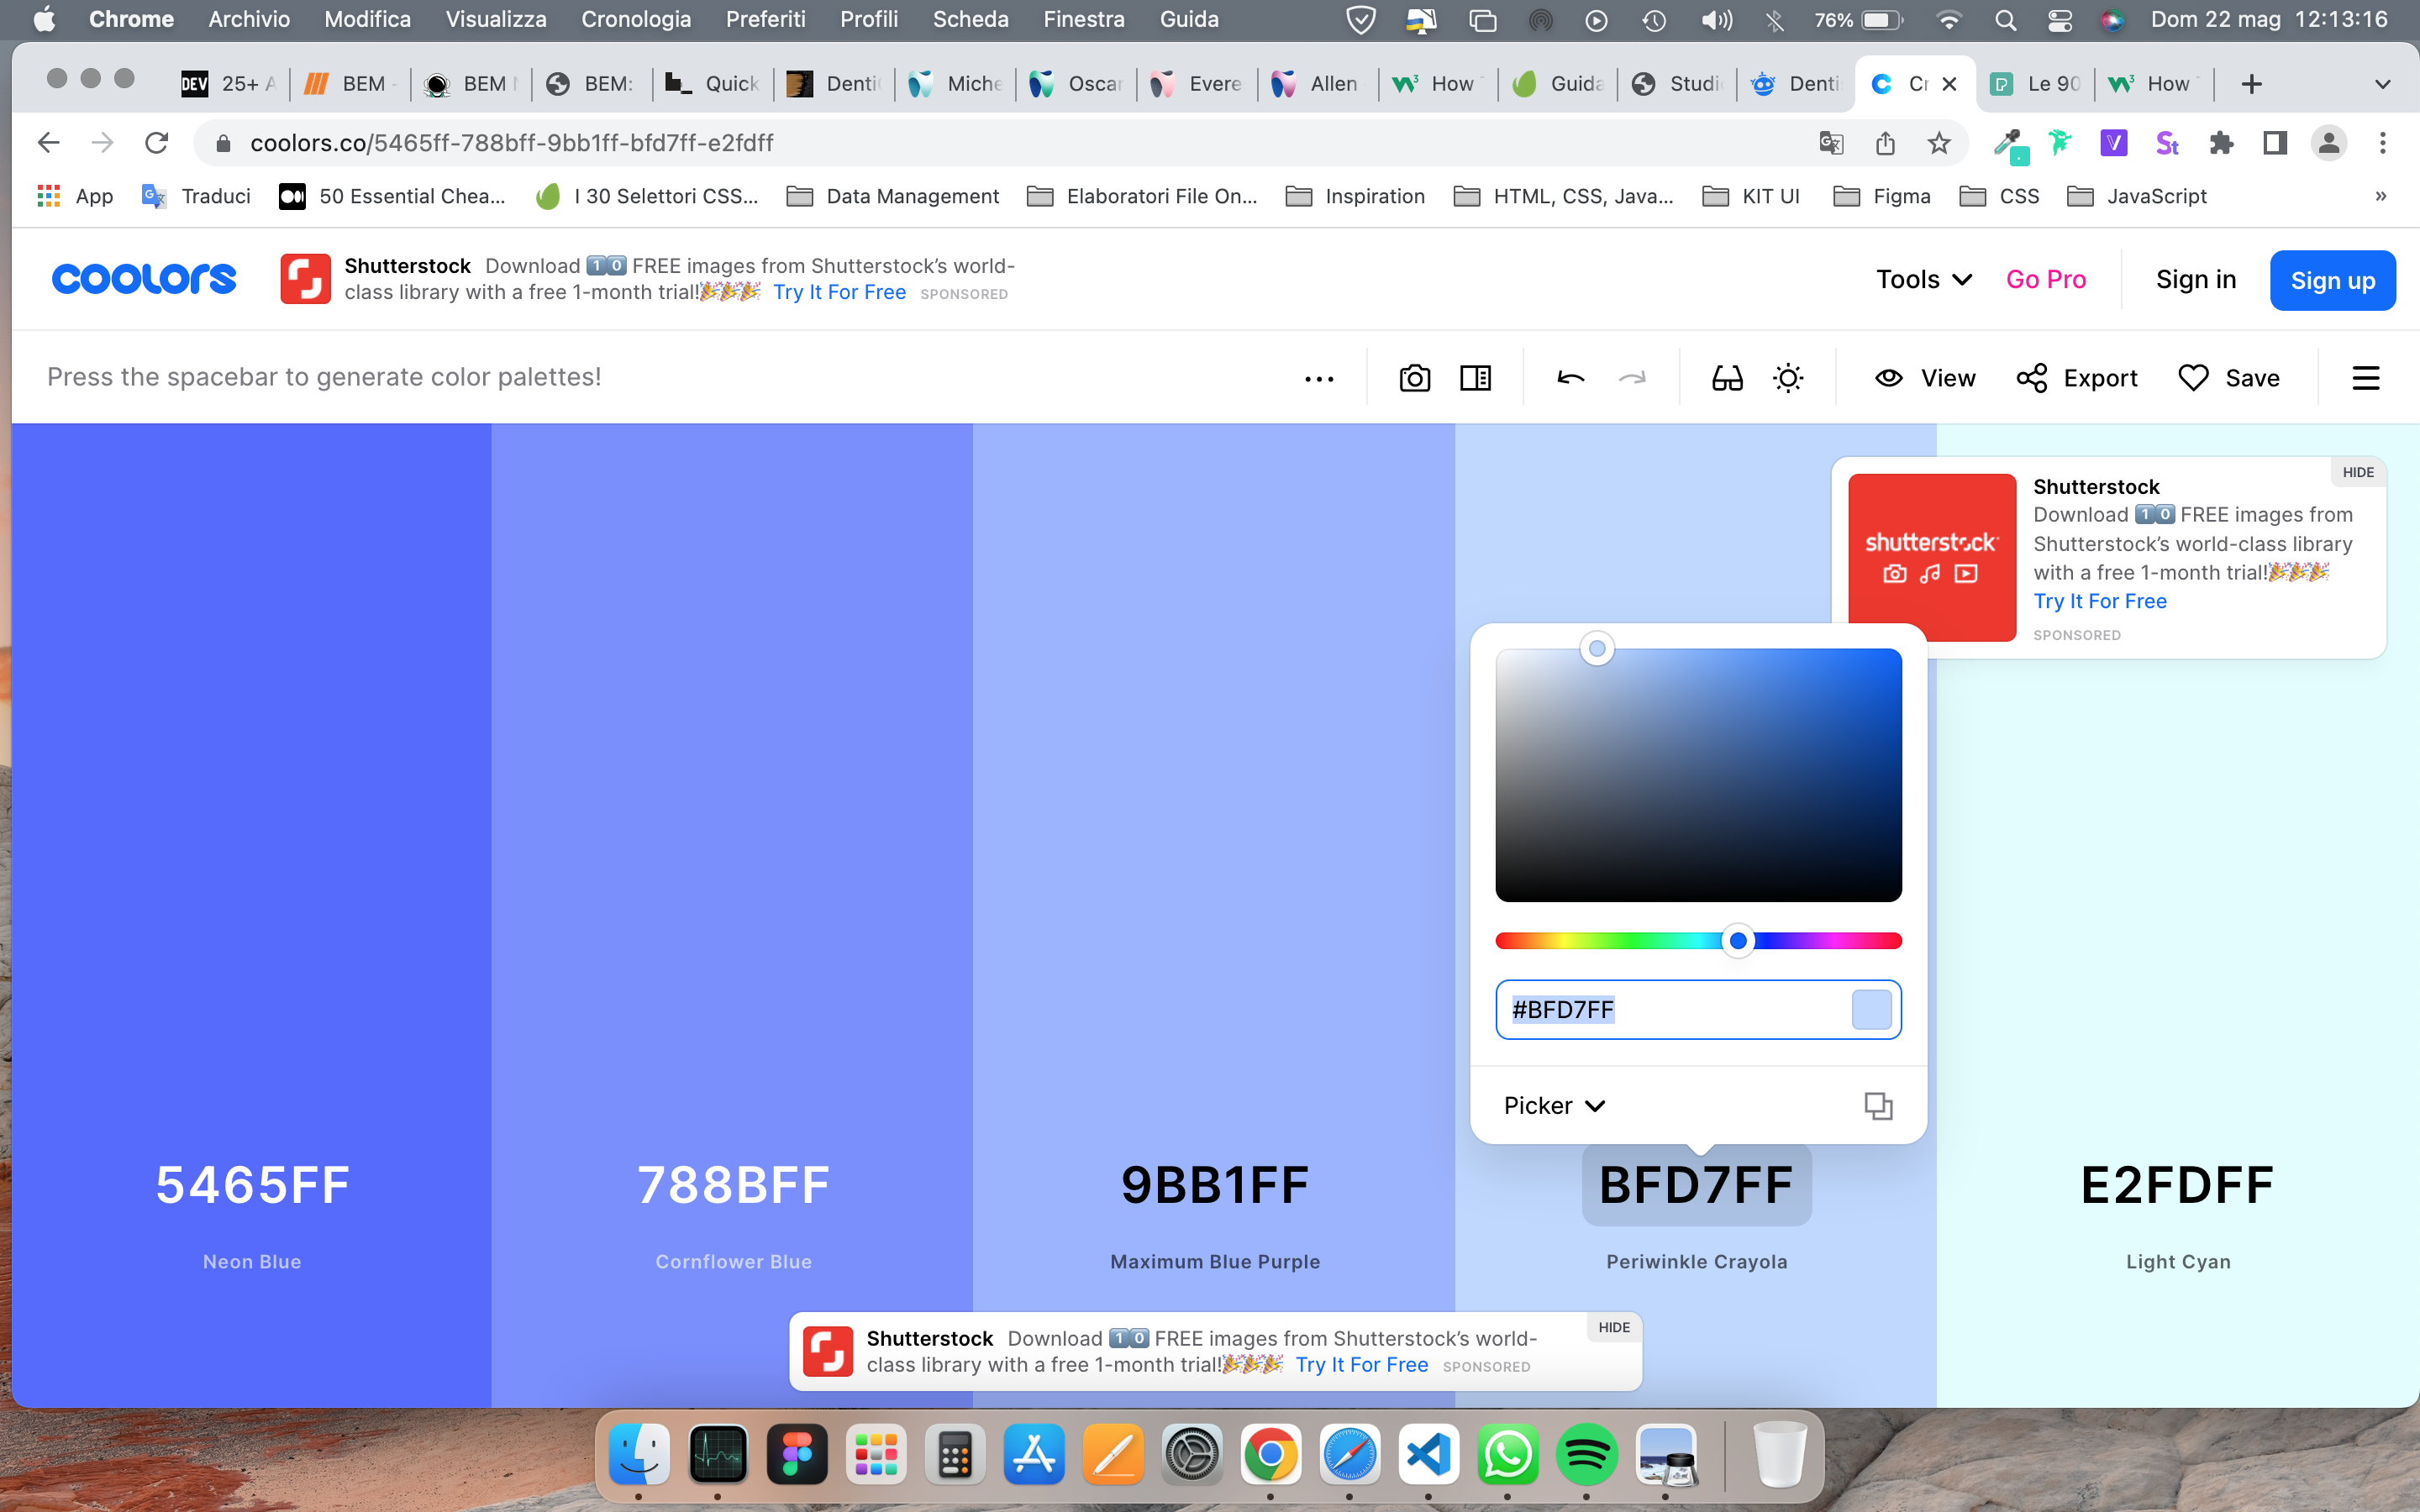 Chrome Archivio Modifica Visualizza Cronologia Preferiti Profili Scheda Finestra Guida 76% Dom 22 mag 12:13:16
DEV 25+ A BEM - BEM BEM: Quick Denti Miche Oscar Evere Allen How Guida Studi Denti Cr Le 90 How
coolors.co/5465ff-788bff-9bb1ff-bfd7ff-e2fdff
App Traduci 50 Essential Chea... I 30 Selettori CSS... Data Management Elaboratori File On... Inspiration HTML, CSS, Java... KIT UI Figma CSS JavaScript »
coolors
Shutterstock Download 10 FREE images from Shutterstock’s world-
class library with a free 1-month trial!🎉🎉🎉 Try It For Free SPONSORED
Tools Go Pro Sign in Sign up
Press the spacebar to generate color palettes!
View Export Save
HIDE
shutterstock
Shutterstock
Download 10 FREE images from
Shutterstock’s world-class library
with a free 1-month trial!🎉🎉🎉
Try It For Free
SPONSORED
#BFD7FF
Picker
5465FF 788BFF 9BB1FF BFD7FF E2FDFF
Neon Blue Cornflower Blue Maximum Blue Purple Periwinkle Crayola Light Cyan
Shutterstock Download 10 FREE images from Shutterstock’s world-
class library with a free 1-month trial!🎉🎉🎉 Try It For Free SPONSORED
HIDE